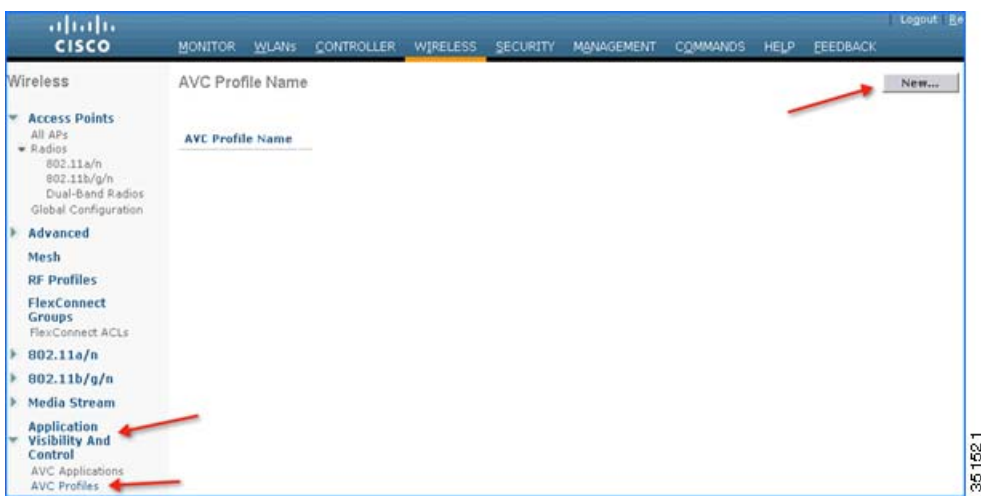 Logout Re
CISCO
MONITOR WLANs CONTROLLER WIRELESS SECURITY MANAGEMENT COMMANDS HELP FEEDBACK
Wireless
AVC Profile Name
New...
Access Points
All APs
Radios
802.11a/n
802.11b/g/n
Dual-Band Radios
Global Configuration
AVC Profile Name
Advanced
Mesh
RF Profiles
FlexConnect
Groups
FlexConnect ACLs
802.11a/n
802.11b/g/n
Media Stream
Application
Visibility And
Control
AVC Applications
AVC Profiles
351521